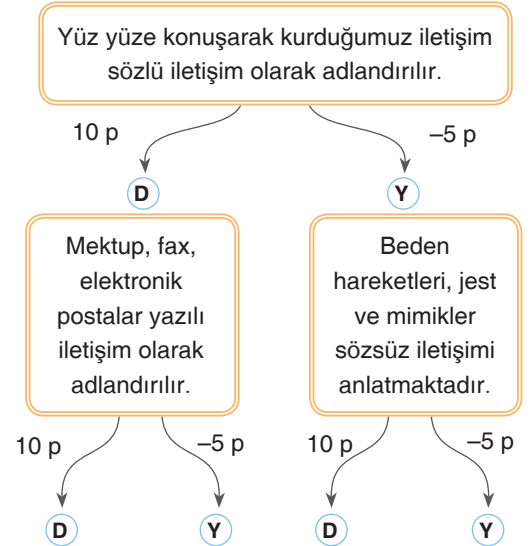 Yüz yüze konuşarak kurduğumuz iletişim
sözlü iletişim olarak adlandırılır.
10 p
–5 p
D
Y
Mektup, fax,
elektronik
postalar yazılı
iletişim olarak
adlandırılır.
Beden
hareketleri, jest
ve mimikler
sözsüz iletişimi
anlatmaktadır.
10 p
–5 p
10 p
–5 p
D
Y
D
Y